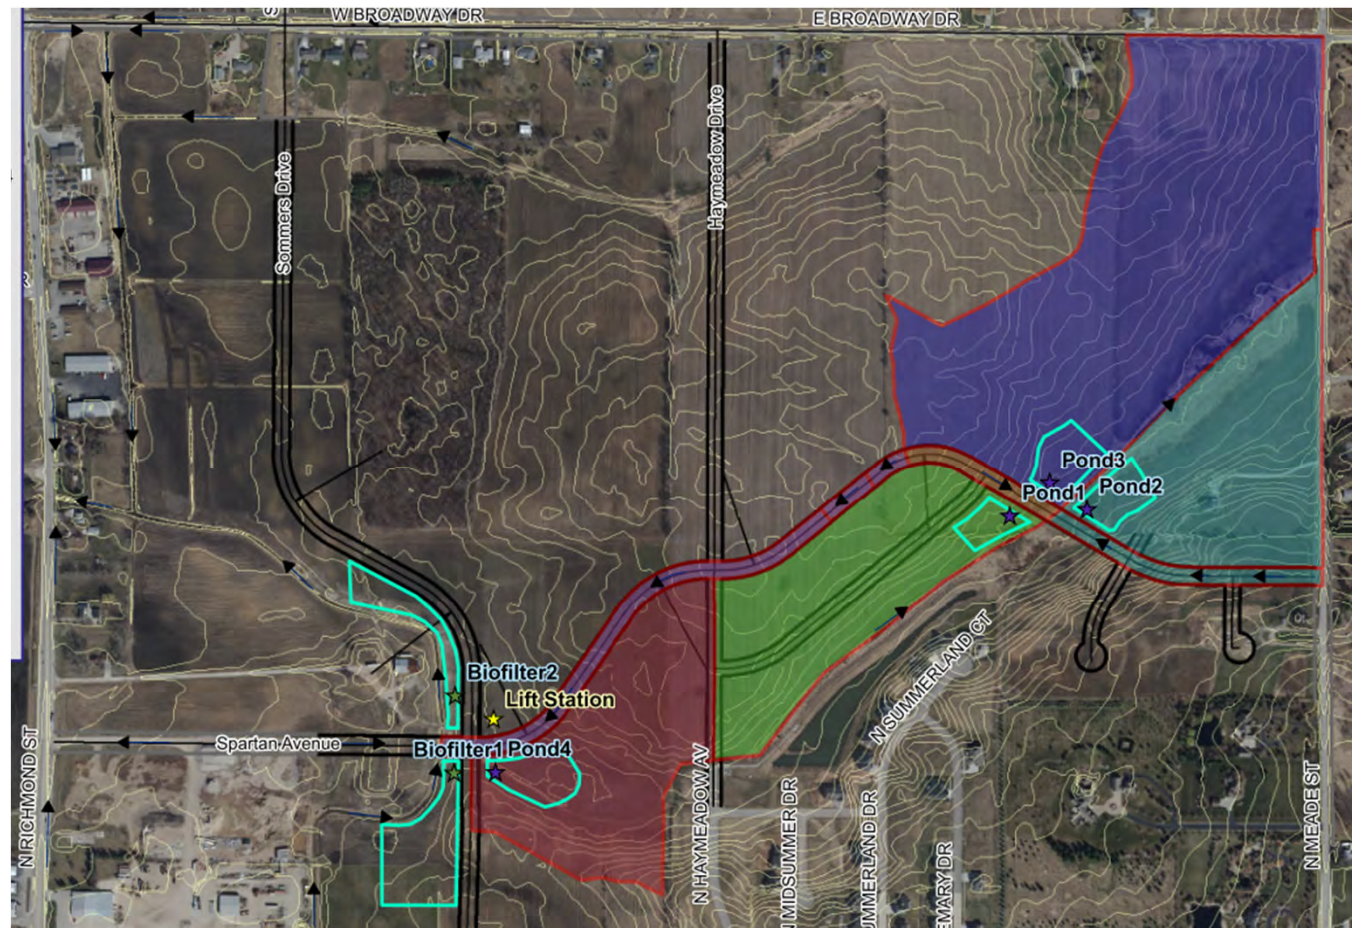 W BROADWAY DR
E BROADWAY DR
Sommers Drive
Haymeadow Drive
Pond3
Pond1
Pond2
Biofilter2
Lift Station
N SUMMERLAND CT
Spartan Avenue
Biofilter1
Pond4
N RICHMOND ST
N HAYMEADOW AV
N MIDSUMMER DR
UMMERLAND DR
EMARY DR
N MEADE ST